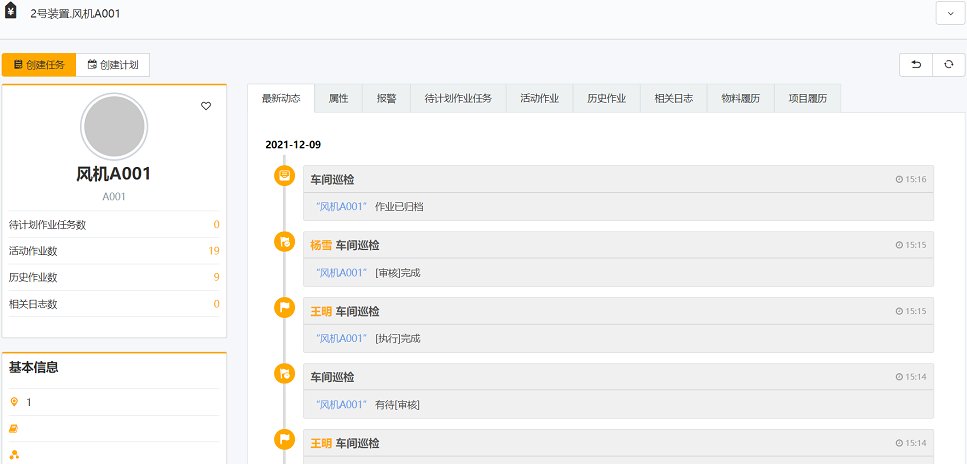 2号装置.风机A001
创建任务 创建计划
风机A001
A001
待计划作业任务数 0
活动作业数 19
历史作业数 9
相关日志数 0
基本信息
1
最新动态 属性 报警 待计划作业任务 活动作业 历史作业 相关日志 物料履历 项目履历
2021-12-09
车间巡检 15:16
“风机A001” 作业已归档
杨雪 车间巡检 15:15
“风机A001” [审核]完成
王明 车间巡检 15:15
“风机A001” [执行]完成
车间巡检 15:14
“风机A001” 有待[审核]
王明 车间巡检 15:14